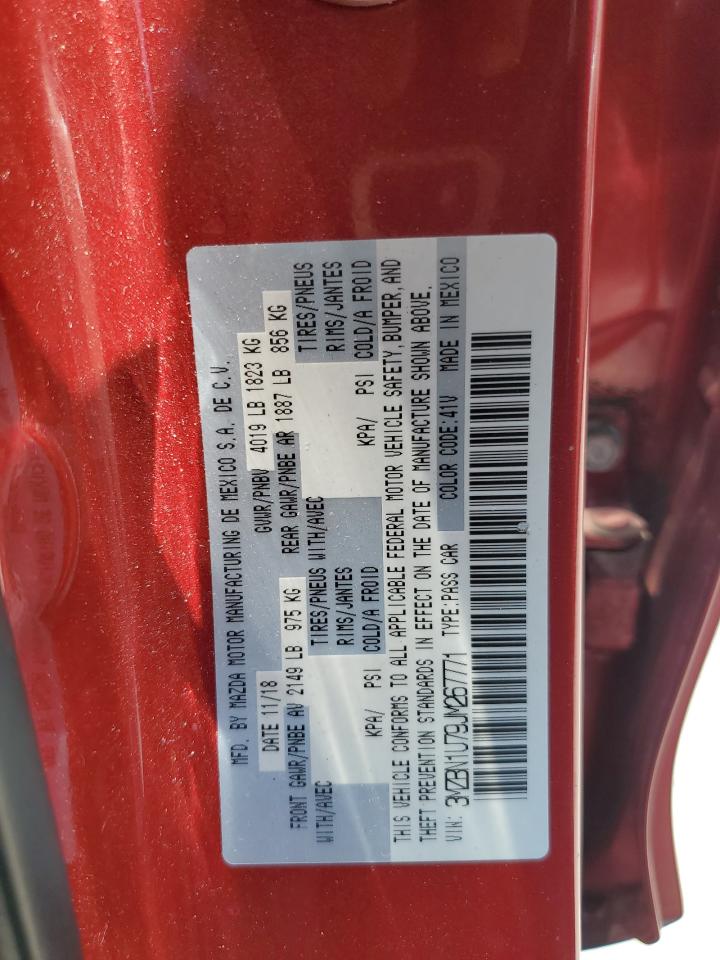 MFD. BY MAZDA MOTOR MANUFACTURING DE MEXICO S.A. DE C.V.
DATE 11/18 GVWR/PNBV 4019 LB 1823 KG
FRONT GAWR/PNBE AV 2149 LB 975 KG REAR GAWR/PNBE AR 1887 LB 856 KG
WITH/AVEC TIRES/PNEUS WITH/AVEC TIRES/PNEUS
RIMS/JANTES RIMS/JANTES
KPA/ PSI COLD/A FROID KPA/ PSI COLD/A FROID
THIS VEHICLE CONFORMS TO ALL APPLICABLE FEDERAL MOTOR VEHICLE SAFETY, BUMPER, AND
THEFT PREVENTION STANDARDS IN EFFECT ON THE DATE OF MANUFACTURE SHOWN ABOVE.
VIN: 3MZBN1U79JM267771 TYPE:PASS CAR COLOR CODE:41V MADE IN MEXICO